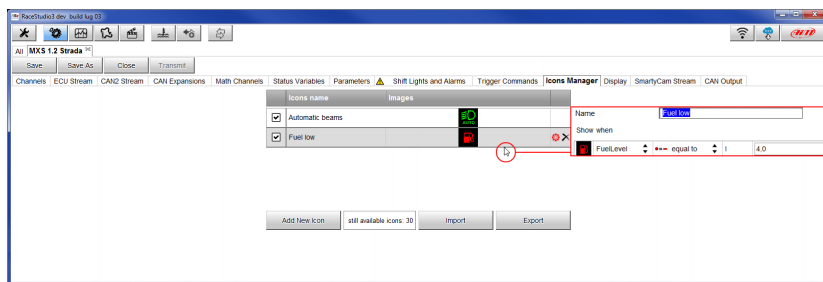 RaceStudio3 dev build lug 03
aim
All MXS 1.2 Strada
Save Save As Close Transmit
Channels ECU Stream CAN2 Stream CAN Expansions Math Channels Status Variables Parameters Shift Lights and Alarms Trigger Commands Icons Manager Display SmartyCam Stream CAN Output
Icons name Images
Automatic beams AUTO
Fuel low
Name Fuel low
Show when
FuelLevel equal to l 4.0
Add New Icon still available icons: 30 Import Export